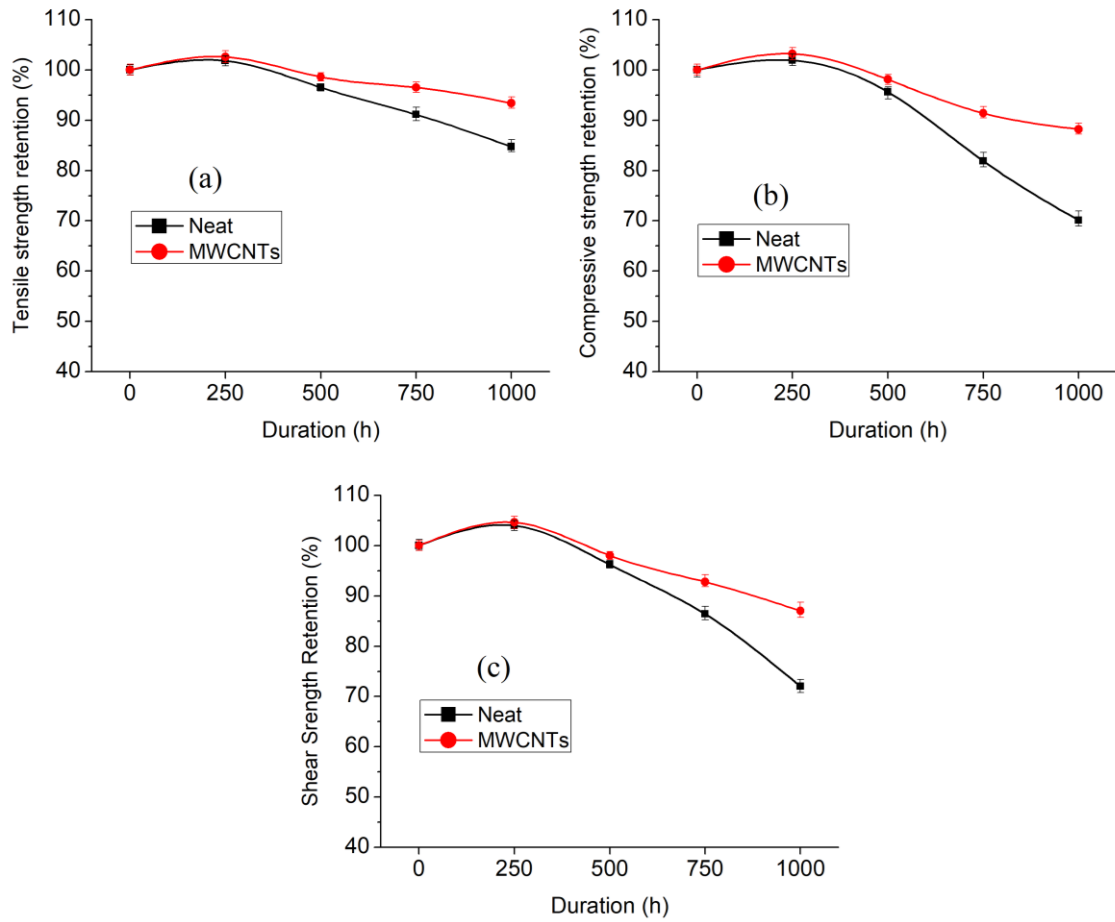 110
100
90
80
70
60
50
40
Tensile strength retention (%)
(a)
Neat
MWCNTs
0 250 500 750 1000
Duration (h)
110
100
90
80
70
60
50
40
Compressive strength retention (%)
(b)
Neat
MWCNTs
0 250 500 750 1000
Duration (h)
110
100
90
80
70
60
50
40
Shear Srength Retention (%)
(c)
Neat
MWCNTs
0 250 500 750 1000
Duration (h)